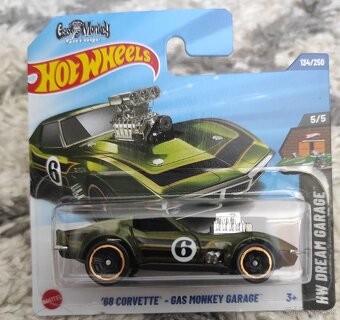 Gas Monkey
Garage
HOT WHEELS
134/250
5/5
HW DREAM GARAGE
6
6
MATTEL
'68 CORVETTE - GAS MONKEY GARAGE
3+